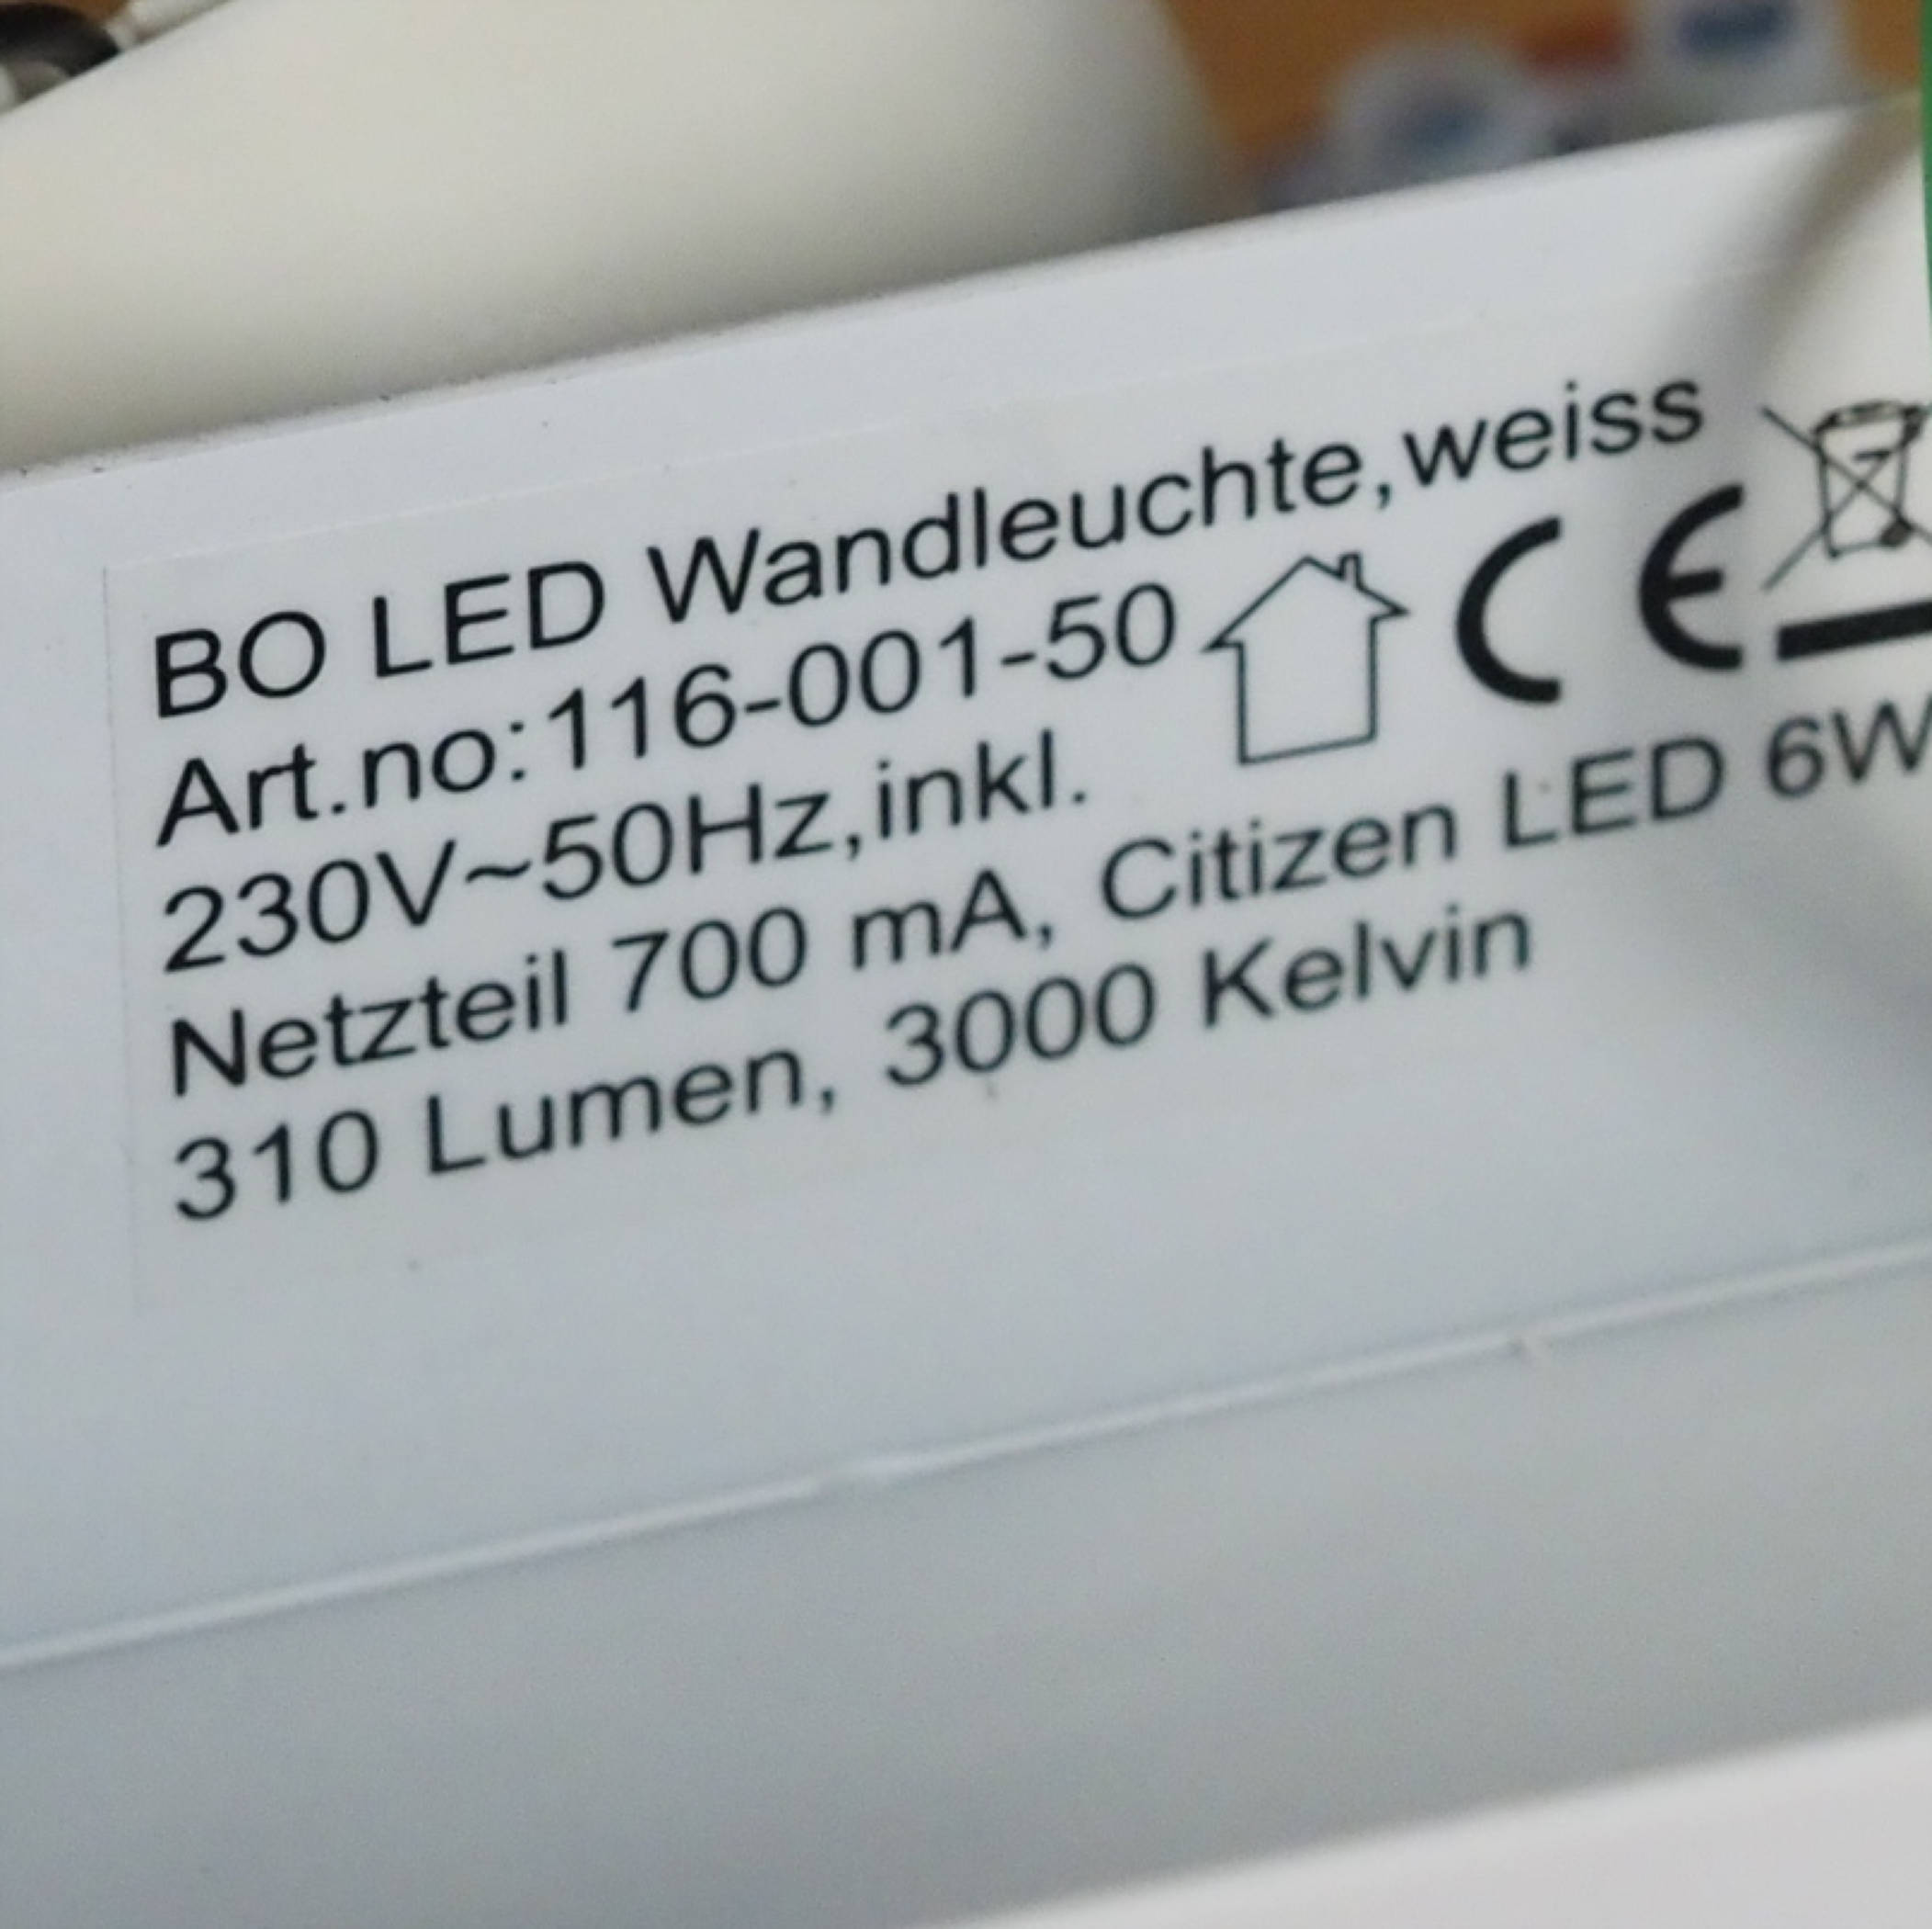 BO LED Wandleuchte,weiss
Art.no:116-001-50 CE
230V~50Hz,inkl.
Netzteil 700 mA, Citizen LED 6W
310 Lumen, 3000 Kelvin